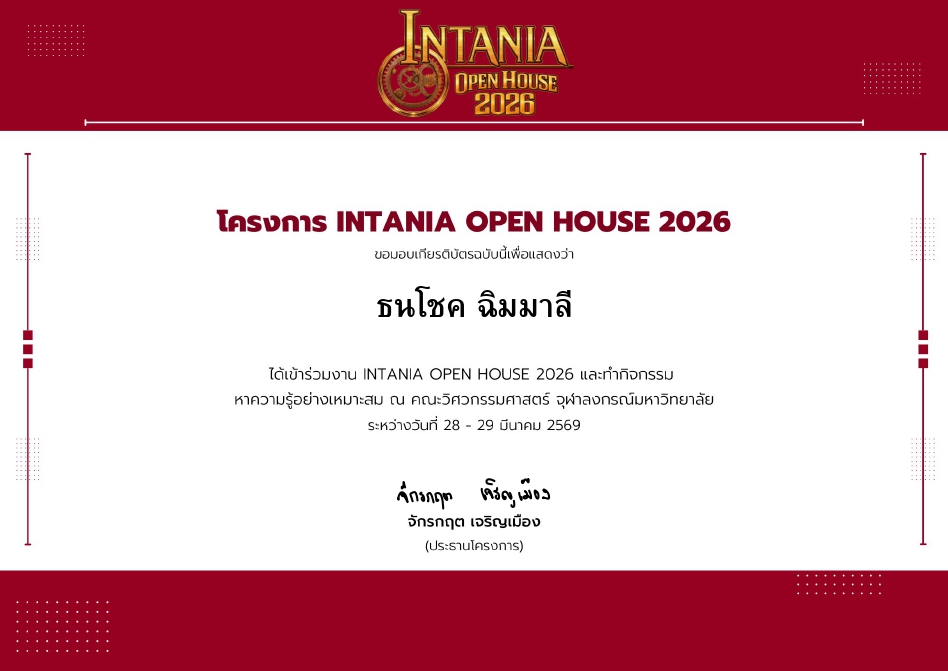 INTANIA
OPEN HOUSE
2026
โครงการ INTANIA OPEN HOUSE 2026
ขอมอบเกียรติบัตรฉบับนี้เพื่อแสดงว่า
ธนโชค ฉิมมาลี
ได้เข้าร่วมงาน INTANIA OPEN HOUSE 2026 และทำกิจกรรม
หาความรู้อย่างเหมาะสม ณ คณะวิศวกรรมศาสตร์ จุฬาลงกรณ์มหาวิทยาลัย
ระหว่างวันที่ 28 - 29 มีนาคม 2569
จักรกฤต เจริญเมือง
จักรกฤต เจริญเมือง
(ประธานโครงการ)